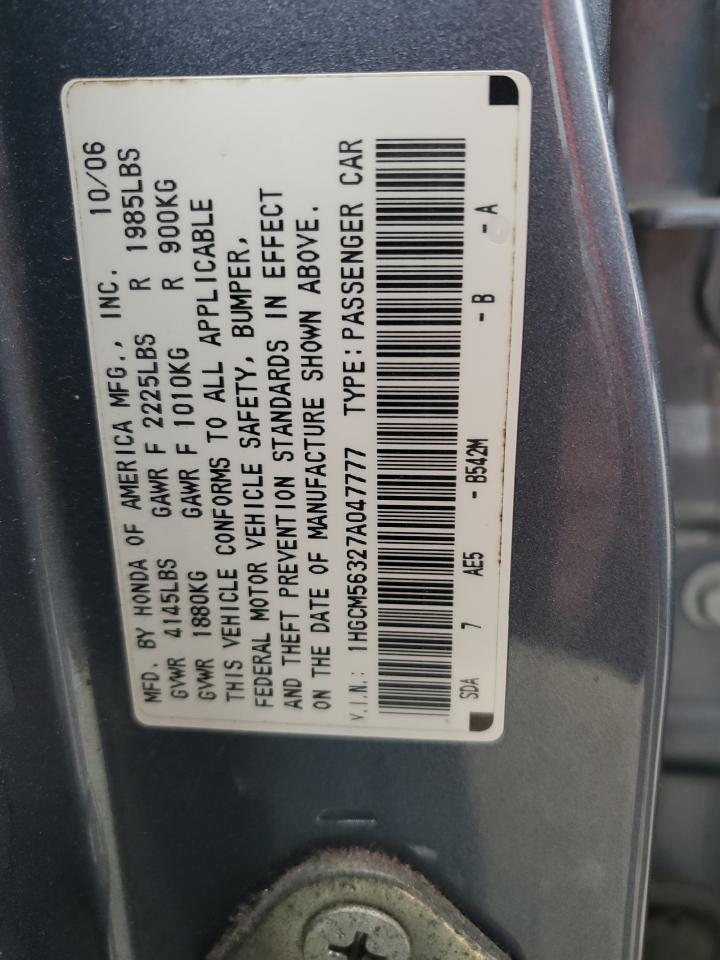 MFD. BY HONDA OF AMERICA MFG., INC. 10/06
GVWR 4145LBS GAWR F 2225LBS R 1985LBS
GVWR 1880KG GAWR F 1010KG R 900KG
THIS VEHICLE CONFORMS TO ALL APPLICABLE
FEDERAL MOTOR VEHICLE SAFETY, BUMPER,
AND THEFT PREVENTION STANDARDS IN EFFECT
ON THE DATE OF MANUFACTURE SHOWN ABOVE.
V.I.N.: 1HGCM56327A047777 TYPE: PASSENGER CAR
SDA 7 AE5 - B542M - B - A